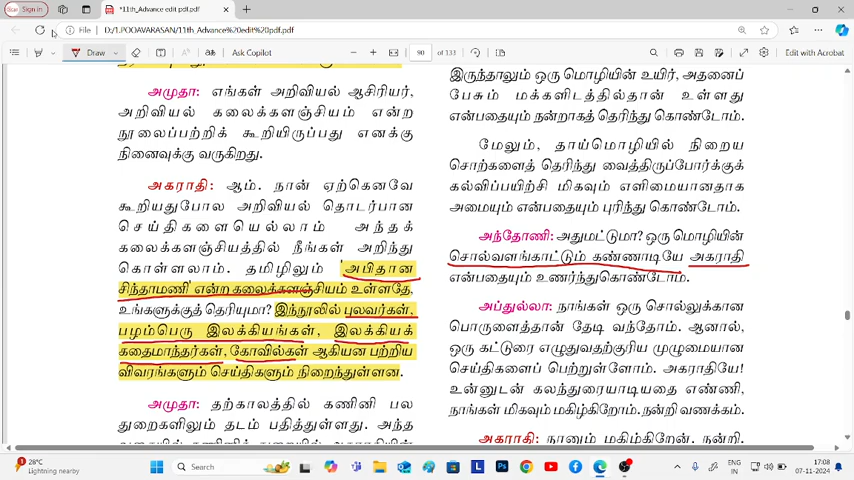 Sign in
*11th_Advance edit pdf.pdf
File
D:/1.POOAVARASAN/11th_Advance%20edit%20pdf.pdf
Draw
Ask Copilot
90 of 133
Edit with Acrobat
அமுதா: எங்கள் அறிவியல் ஆசிரியர்,
அறிவியல் கலைக்களஞ்சியம் என்ற
நூலைப்பற்றிக் கூறியிருப்பது எனக்கு
நினைவுக்கு வருகிறது.
அகராதி: ஆம். நான் ஏற்கெனவே
கூறியதுபோல அறிவியல் தொடர்பான
செய்திகளையெல்லாம் அந்தக்
கலைக்களஞ்சியத்தில் நீங்கள் அறிந்து
கொள்ளலாம். தமிழிலும் 'அபிதான
சிந்தாமணி' என்ற கலைக்களஞ்சியம் உள்ளதே,
உங்களுக்குத் தெரியுமா? இந்நூலில் புலவர்கள்,
பழம்பெரு இலக்கியங்கள், இலக்கியக்
கதைமாந்தர்கள், கோவில்கள் ஆகியன பற்றிய
விவரங்களும் செய்திகளும் நிறைந்துள்ளன.
அமுதா: தற்காலத்தில் கணினி பல
துறைகளிலும் தடம் பதித்துள்ளது. அந்த
இருந்தாலும் ஒரு மொழியின் உயிர், அதனைப்
பேசும் மக்களிடத்தில்தான் உள்ளது
என்பதையும் நன்றாகத் தெரிந்து கொண்டோம்.
மேலும், தாய்மொழியில் நிறைய
சொற்களைத் தெரிந்து வைத்திருப்போர்க்குக்
கல்விப்பயிற்சி மிகவும் எளிமையானதாக
அமையும் என்பதையும் புரிந்து கொண்டோம்.
அந்தோணி: அதுமட்டுமா? ஒரு மொழியின்
சொல்வளங்காட்டும் கண்ணாடியே அகராதி
என்பதையும் உணர்ந்துகொண்டோம்.
அப்துல்லா: நாங்கள் ஒரு சொல்லுக்கான
பொருளைத்தான் தேடி வந்தோம். ஆனால்,
ஒரு கட்டுரை எழுதுவதற்குரிய முழுமையான
செய்திகளைப் பெற்றுள்ளோம். அகராதியே!
உன்னுடன் கலந்துரையாடியதை எண்ணி,
நாங்கள் மிகவும் மகிழ்கிறோம். நன்றி வணக்கம்.
அகராதி: நானும் மகிழ்கிறேன். நன்றி.
28°C
Lightning nearby
Search
ENG
IN
17:08
07-11-2024